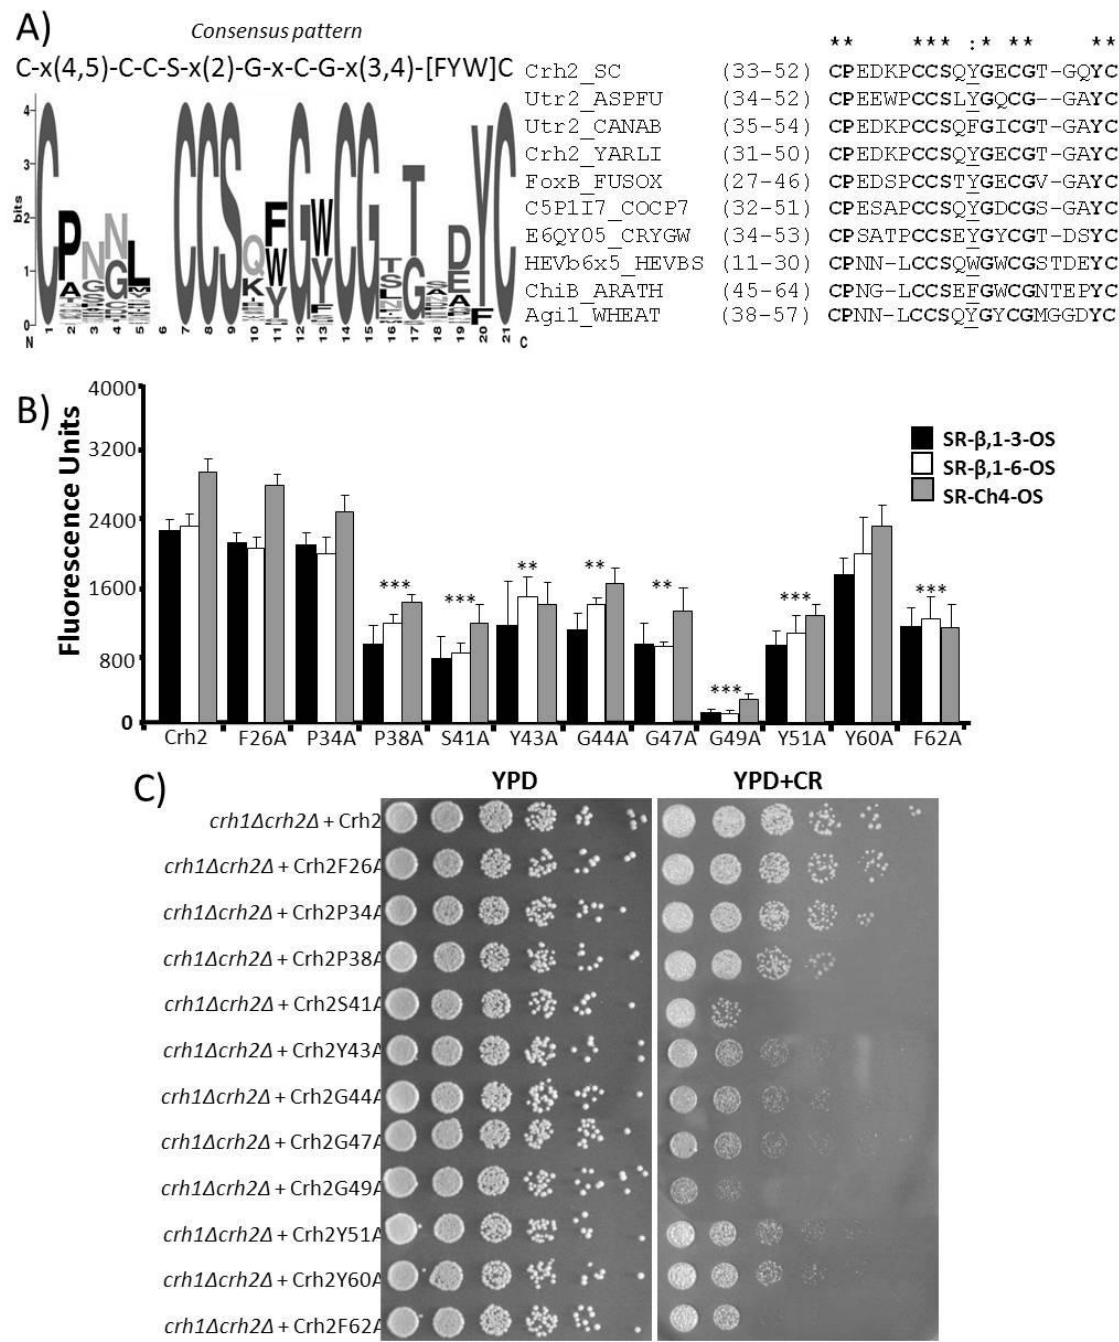 A)
Consensus pattern
C-x(4,5)-C-C-S-x(2)-G-x-C-G-x(3,4)-[FYW]C
** *** :* ** **
Crh2_SC (33-52) CPEDKPCCSQYGECGT-GQYC
Utr2_ASPFU (34-52) CPEEWPCCSLYGQCG--GAYC
Utr2_CANAB (35-54) CPEDKPCCSQFGICGT-GAYC
Crh2_YARLI (31-50) CPEDKPCCSQYGECGT-GAYC
FoxB_FUSOX (27-46) CPEDSPCCSTYGECGV-GAYC
C5P1I7_COCP7 (32-51) CPESAPCCSQYGDCGS-GAYC
E6QY05_CRYGW (34-53) CPSATPCCSEYGYCGT-DSYC
HEVb6x5_HEVBS (11-30) CPNN-LCCSQWGWCGSTDEYC
ChiB_ARATH (45-64) CPNG-LCCSEFGWCGNTEPYC
Agi1_WHEAT (38-57) CPNN-LCCSQYGYCGMGGDYC
bits
4
3
2
1
0
N 1 2 3 4 5 6 7 8 9 10 11 12 13 14 15 16 17 18 19 20 21 C
B)
Fluorescence Units
4000
3200
2400
1600
800
0
SR-β,1-3-OS
SR-β,1-6-OS
SR-Ch4-OS
*** *** ** ** ** *** *** ***
Crh2 F26A P34A P38A S41A Y43A G44A G47A G49A Y51A Y60A F62A
C)
YPD YPD+CR
crh1Δcrh2Δ + Crh2
crh1Δcrh2Δ + Crh2F26A
crh1Δcrh2Δ + Crh2P34A
crh1Δcrh2Δ + Crh2P38A
crh1Δcrh2Δ + Crh2S41A
crh1Δcrh2Δ + Crh2Y43A
crh1Δcrh2Δ + Crh2G44A
crh1Δcrh2Δ + Crh2G47A
crh1Δcrh2Δ + Crh2G49A
crh1Δcrh2Δ + Crh2Y51A
crh1Δcrh2Δ + Crh2Y60A
crh1Δcrh2Δ + Crh2F62A